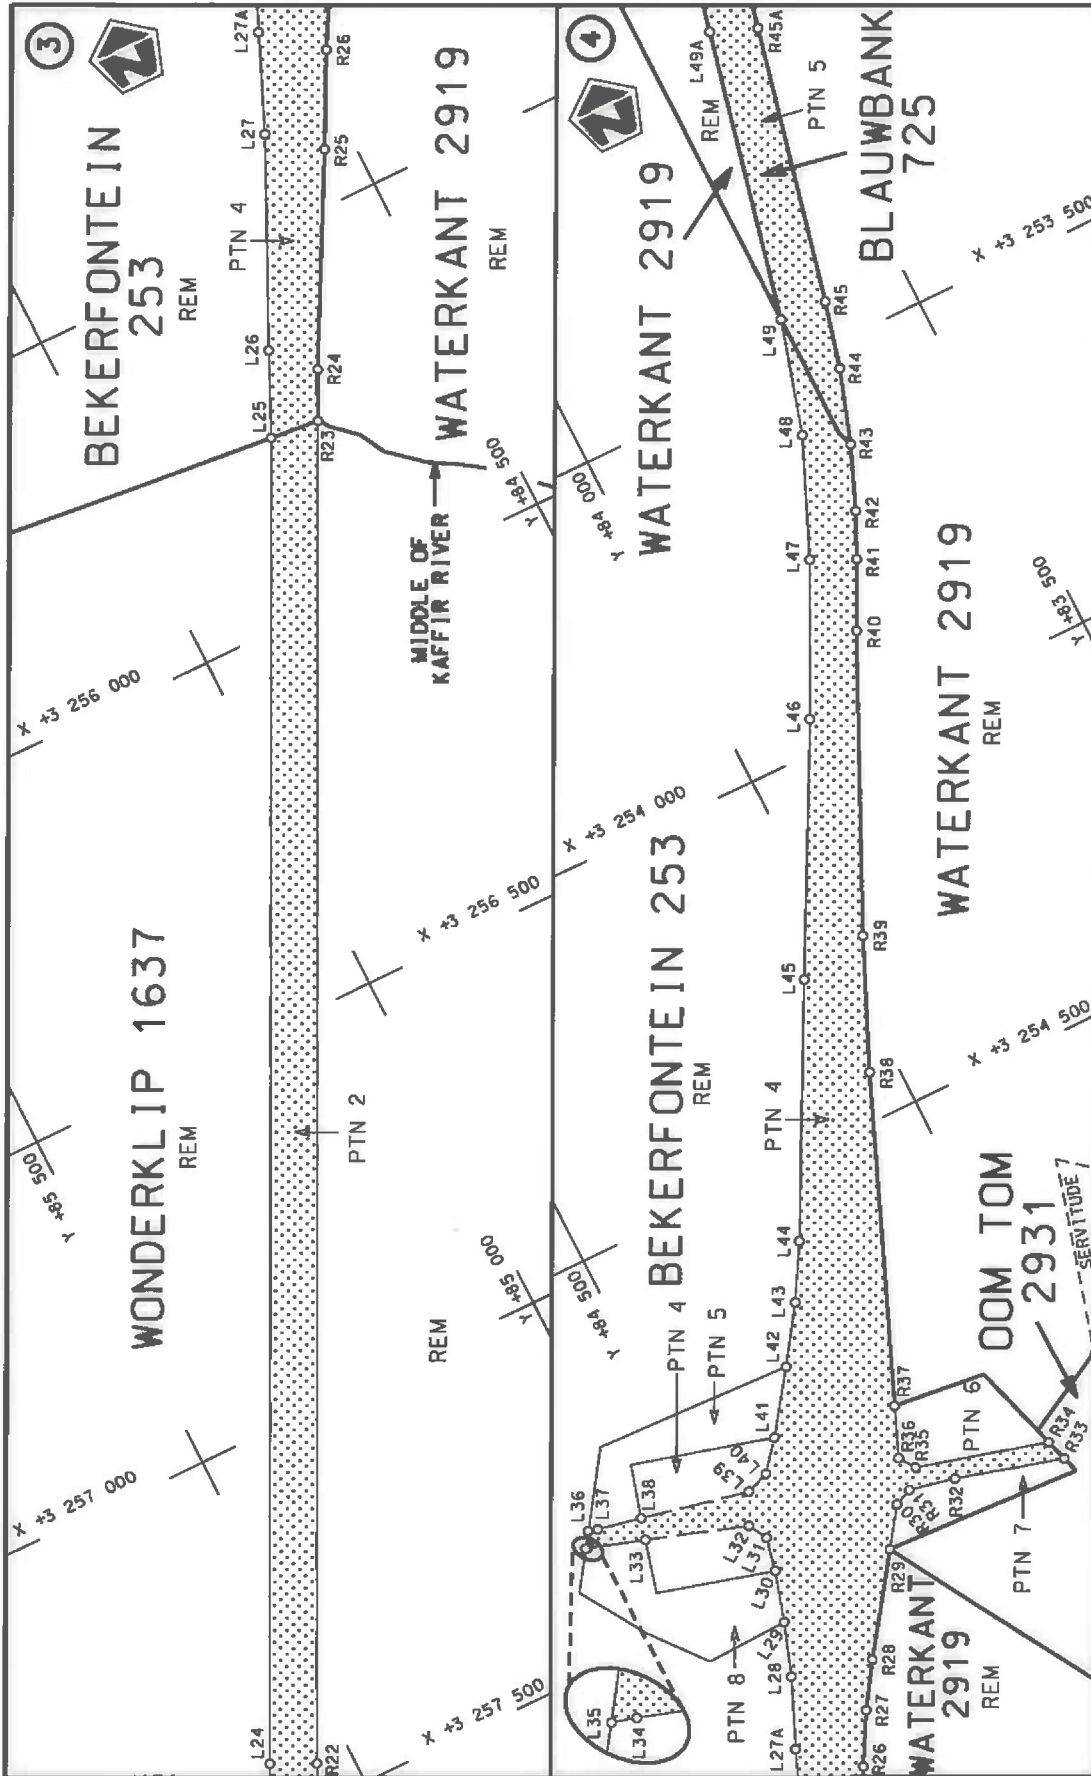 3
BEKERFONTEIN
253
REM
L27A
L27
L26
L25
L24
R26
R25
R24
R23
R22
PTN 4
WATERKANT 2919
REM
MIDDLE OF
KAFFIR RIVER
Y +84 500
X +3 256 000
X +3 256 500
WONDERKLIP 1637
REM
PTN 2
Y +85 500
Y +85 000
REM
X +3 257 000
X +3 257 500
4
L49A
R45A
REM
PTN 5
BLAUWBANK
725
WATERKANT 2919
X +3 253 500
L49
L48
L47
L46
L45
L44
L43
L42
L41
L40
L39
L38
L37
L36
L35
L34
L33
L32
L31
L30
L29
L28
L27A
R45
R44
R43
R42
R41
R40
R39
R38
R37
R36
R35
R34
R33
R32
R31
R30
R29
R28
R27
R26
Y +84 000
Y +83 500
WATERKANT 2919
REM
X +3 254 000
X +3 254 500
BEKERFONTEIN 253
REM
PTN 4
Y +84 500
PTN 4
PTN 5
OOM TOM
2931
SERVITUDE
PTN 6
PTN 7
PTN 8
WATERKANT
2919
REM